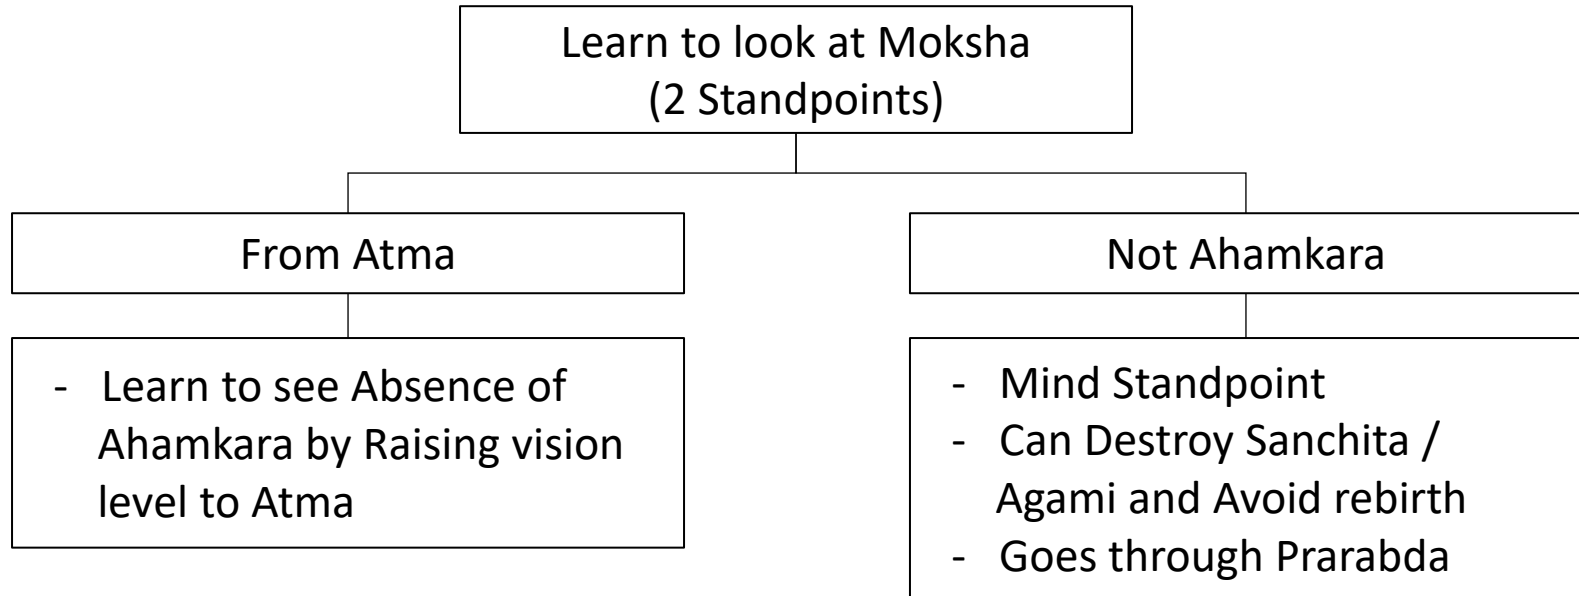 Learn to look at Moksha
(2 Standpoints)
From Atma
Not Ahamkara
- Learn to see Absence of
Ahamkara by Raising vision
level to Atma
- Mind Standpoint
- Can Destroy Sanchita /
Agami and Avoid rebirth
- Goes through Prarabda